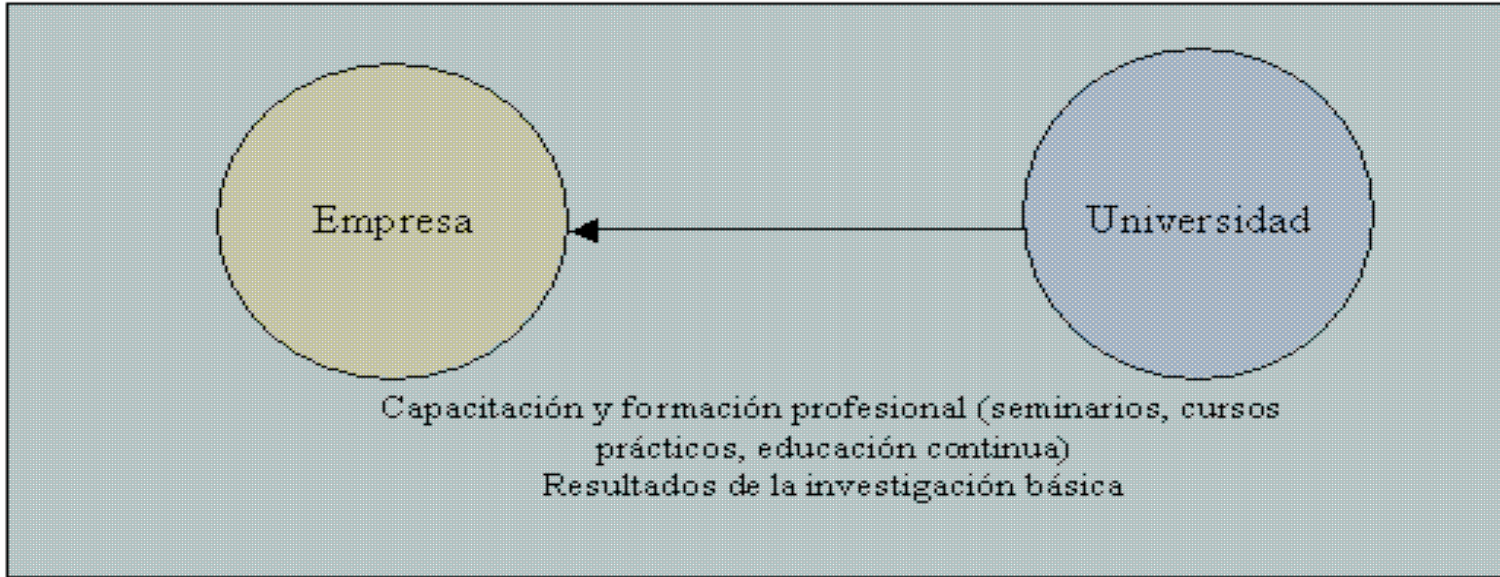 Empresa
Universidad
Capacitación y formación profesional (seminarios, cursos
prácticos, educación continua)
Resultados de la investigación básica